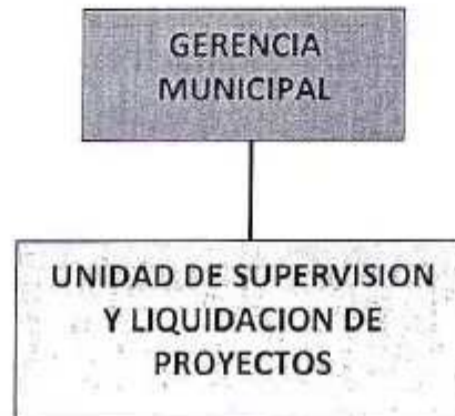 GERENCIA
MUNICIPAL
UNIDAD DE SUPERVISION
Y LIQUIDACION DE
PROYECTOS